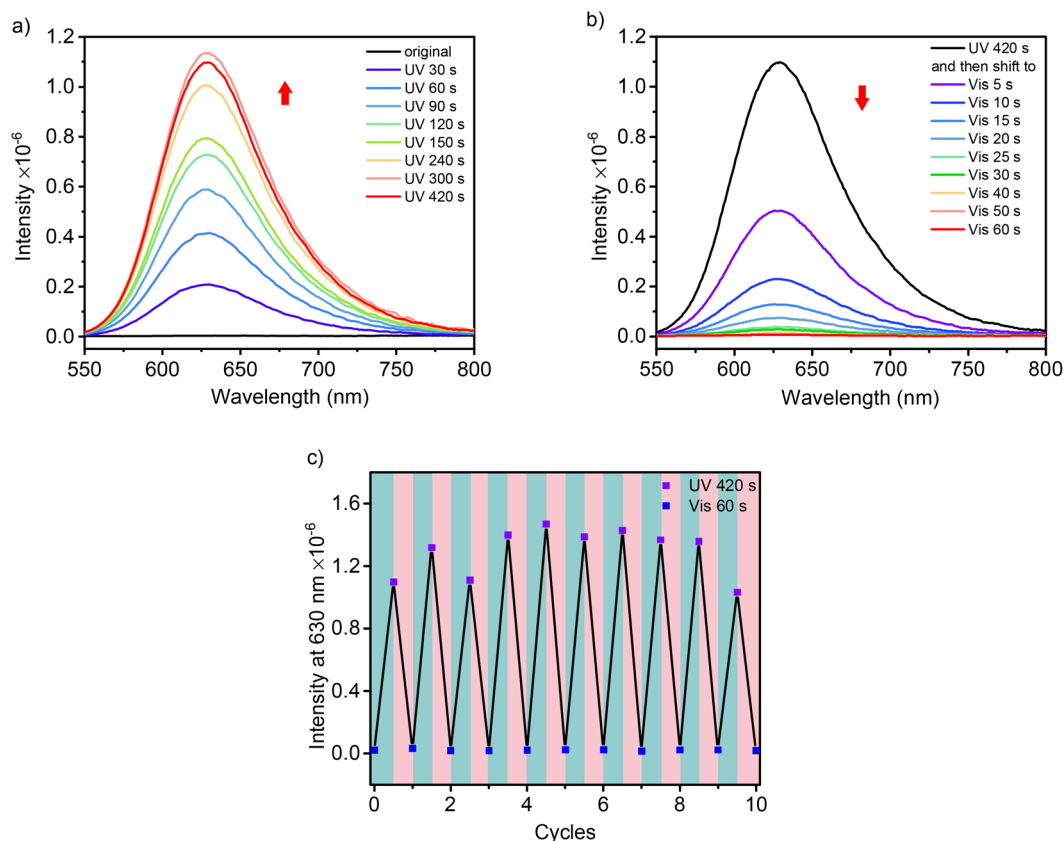 a)
Intensity ×10⁻⁶
1.2
1.0
0.8
0.6
0.4
0.2
0.0
original
UV 30 s
UV 60 s
UV 90 s
UV 120 s
UV 150 s
UV 240 s
UV 300 s
UV 420 s
550 600 650 700 750 800
Wavelength (nm)
b)
Intensity ×10⁻⁶
1.2
1.0
0.8
0.6
0.4
0.2
0.0
UV 420 s
and then shift to
Vis 5 s
Vis 10 s
Vis 15 s
Vis 20 s
Vis 25 s
Vis 30 s
Vis 40 s
Vis 50 s
Vis 60 s
550 600 650 700 750 800
Wavelength (nm)
c)
Intensity at 630 nm ×10⁻⁶
1.6
1.2
0.8
0.4
0.0
UV 420 s
Vis 60 s
0 2 4 6 8 10
Cycles